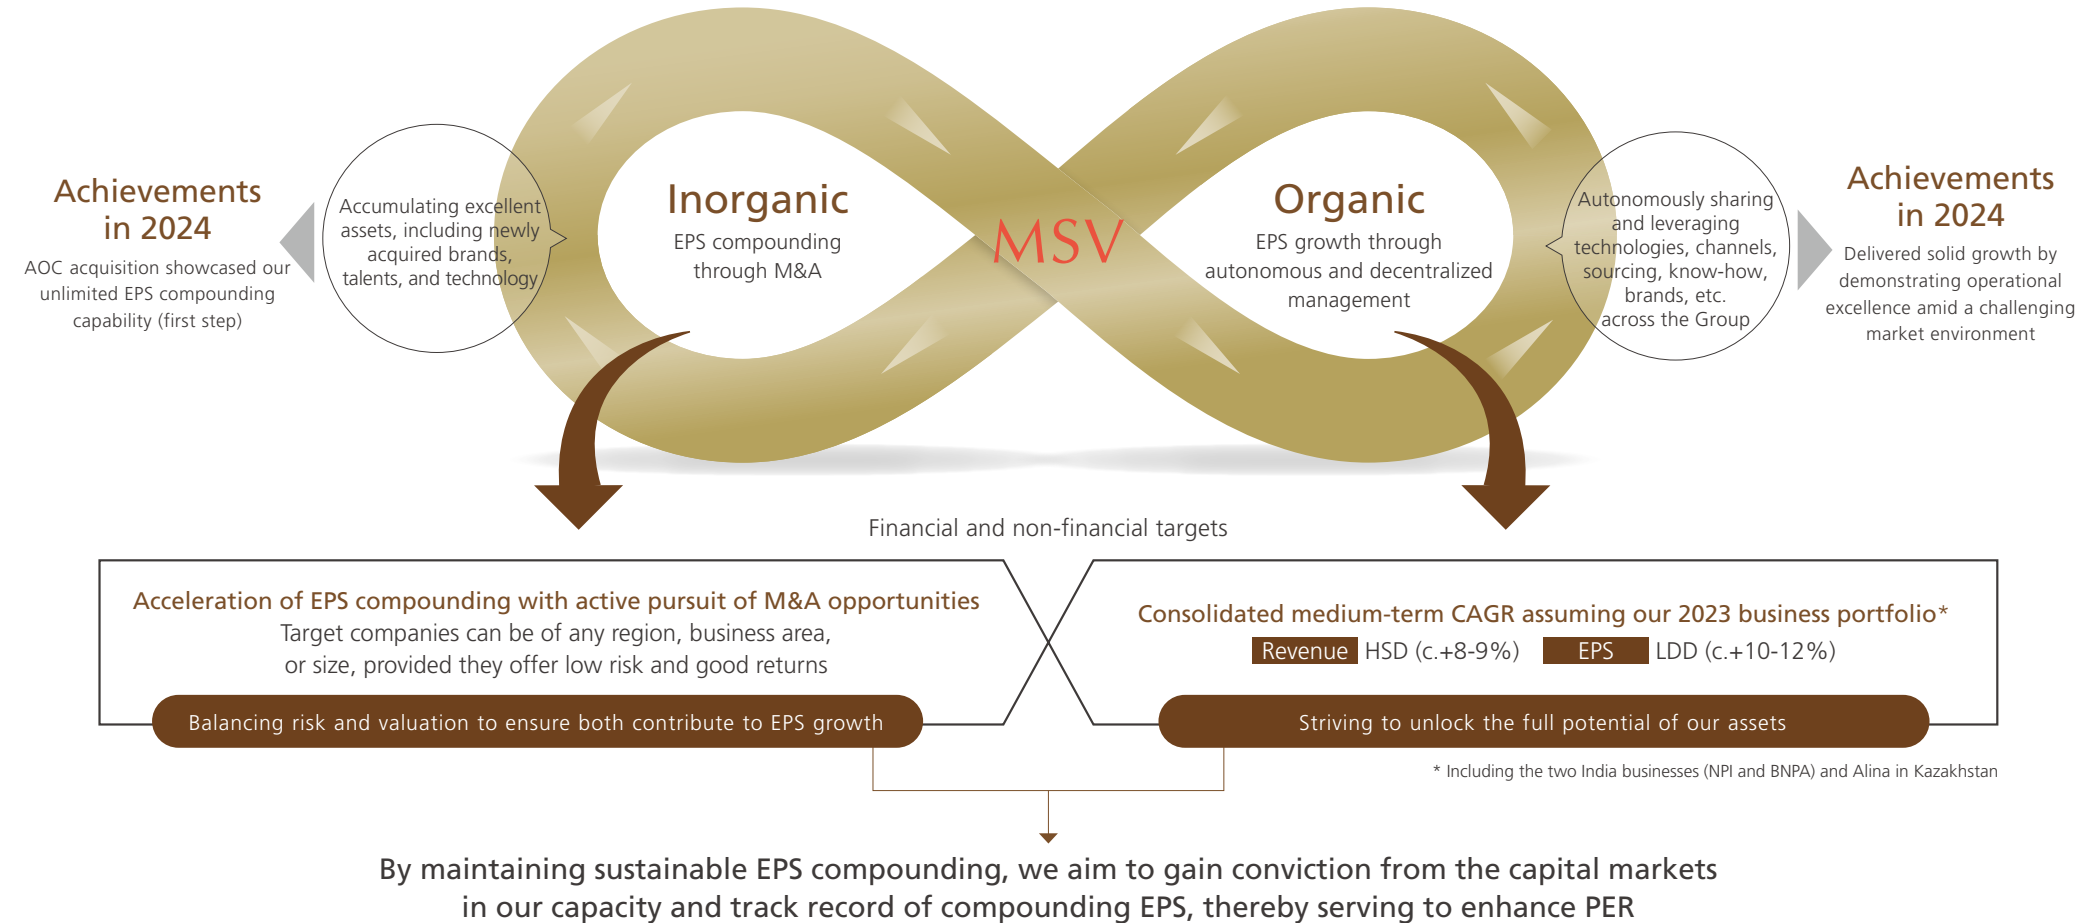 Achievements
in 2024
AOC acquisition showcased our
unlimited EPS compounding
capability (first step)
Accumulating excellent
assets, including newly
acquired brands,
talents, and technology
Inorganic
EPS compounding
through M&A
MSV
Organic
EPS growth through
autonomous and decentralized
management
Autonomously sharing
and leveraging
technologies, channels,
sourcing, know-how,
brands, etc.
across the Group
Achievements
in 2024
Delivered solid growth by
demonstrating operational
excellence amid a challenging
market environment
Financial and non-financial targets
Acceleration of EPS compounding with active pursuit of M&A opportunities
Target companies can be of any region, business area,
or size, provided they offer low risk and good returns
Balancing risk and valuation to ensure both contribute to EPS growth
Consolidated medium-term CAGR assuming our 2023 business portfolio*
Revenue HSD (c.+8-9%) EPS LDD (c.+10-12%)
Striving to unlock the full potential of our assets
* Including the two India businesses (NPI and BNPA) and Alina in Kazakhstan
By maintaining sustainable EPS compounding, we aim to gain conviction from the capital markets
in our capacity and track record of compounding EPS, thereby serving to enhance PER